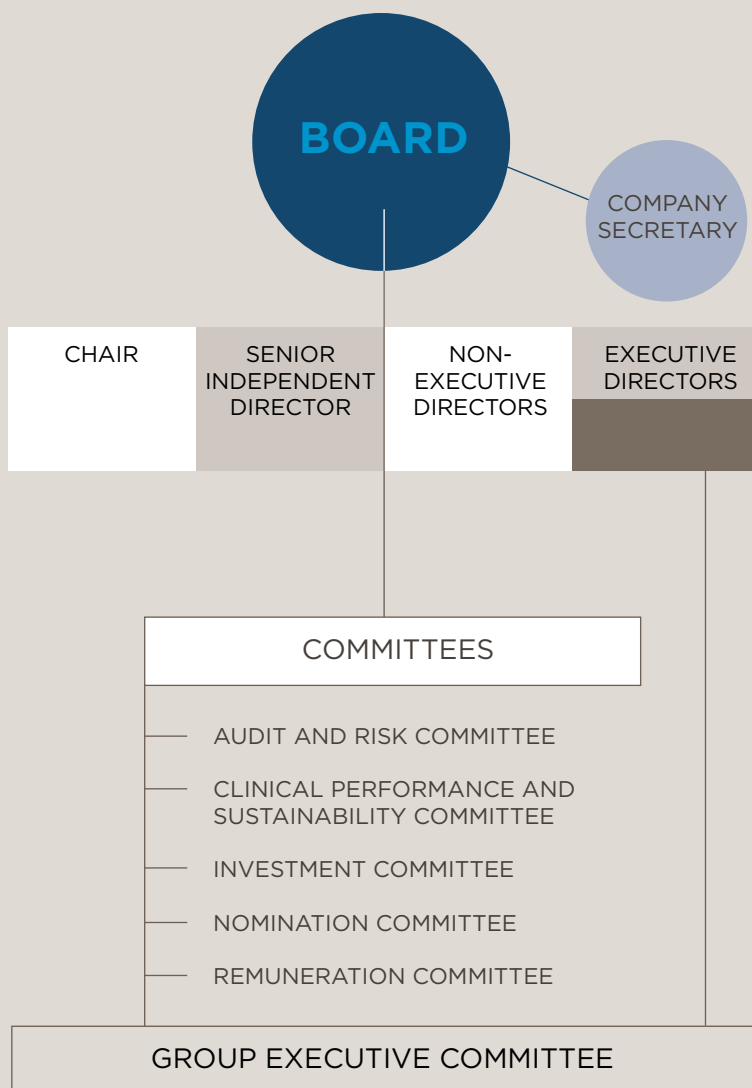 BOARD
COMPANY
SECRETARY
CHAIR
SENIOR
INDEPENDENT
DIRECTOR
NON-
EXECUTIVE
DIRECTORS
EXECUTIVE
DIRECTORS
COMMITTEES
AUDIT AND RISK COMMITTEE
CLINICAL PERFORMANCE AND
SUSTAINABILITY COMMITTEE
INVESTMENT COMMITTEE
NOMINATION COMMITTEE
REMUNERATION COMMITTEE
GROUP EXECUTIVE COMMITTEE